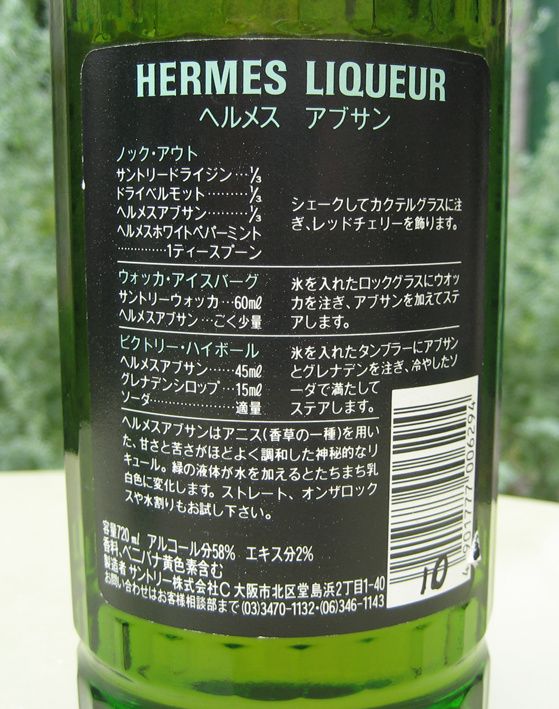 HERMES LIQUEUR
ヘルメス アブサン
ノック・アウト
サントリードライジン…⅓
ドライベルモット………⅓
ヘルメスアブサン………⅓
ヘルメスホワイトペパーミント
…………1ティースプーン
シェークしてカクテルグラスに注
ぎ、レッドチェリーを飾ります。
ウォッカ・アイスバーグ
サントリーウォッカ…60mℓ
ヘルメスアブサン…ごく少量
氷を入れたロックグラスにウオッ
カを注ぎ、アブサンを加えてステ
アします。
ビクトリー・ハイボール
ヘルメスアブサン……45mℓ
グレナデンシロップ…15mℓ
ソーダ………………適量
氷を入れたタンブラーにアブサン
とグレナデンを注ぎ、冷やしたソ
ーダで満たして
ステアします。
ヘルメスアブサンはアニス(香草の一種)を用い
た、甘さと苦さがほどよく調和した神秘的なリ
キュール。緑の液体が水を加えるとたちまち乳
白色に変化します。ストレート、オンザロック
スや水割りもお試し下さい。
容量720mℓ アルコール分58% エキス分2%
香料、ベニバナ黄色素含む
製造者 サントリー株式会社C 大阪市北区堂島浜2丁目1-40
お問い合わせはお客様相談部まで(03)3470-1132・(06)346-1143
4 901777 006294
10